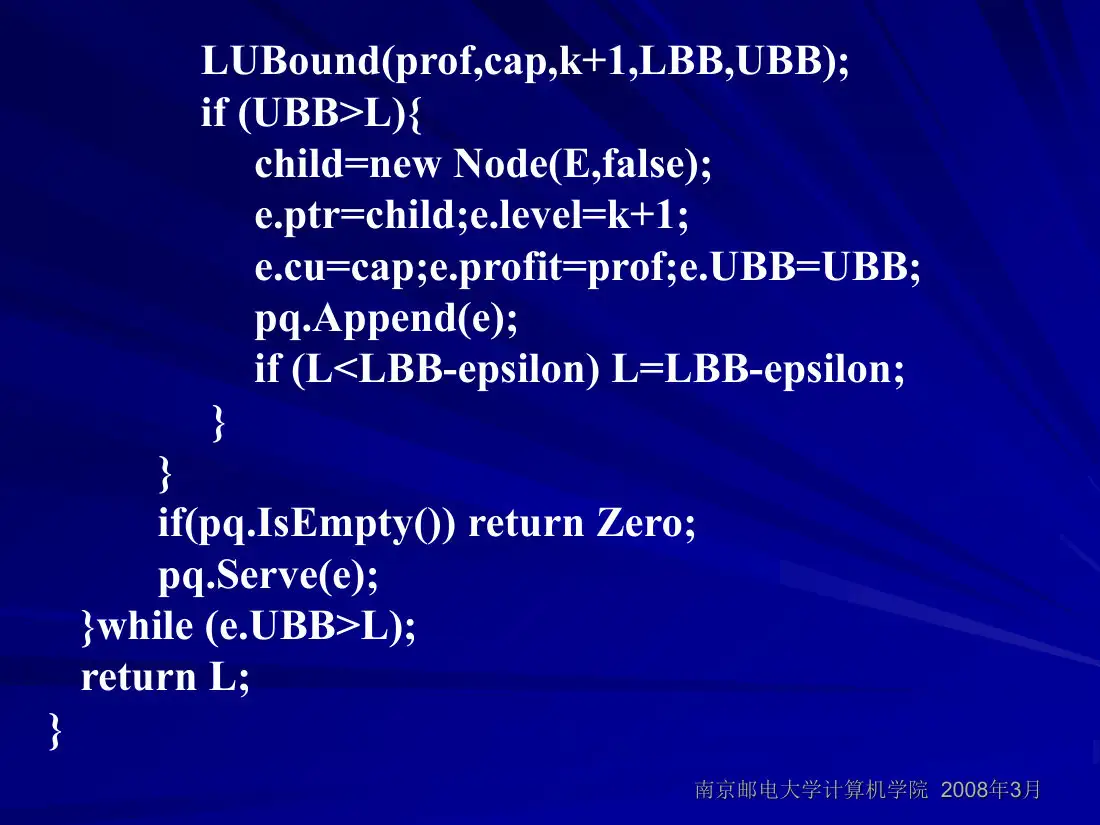 LUBound(prof,cap,k+1,LBB,UBB);
if (UBB>L){
child=new Node(E,false);
e.ptr=child;e.level=k+1;
e.cu=cap;e.profit=prof;e.UBB=UBB;
pq.Append(e);
if (L<LBB-epsilon) L=LBB-epsilon;
}
}
if(pq.IsEmpty()) return Zero;
pq.Serve(e);
}while (e.UBB>L);
return L;
}
南京邮电大学计算机学院 2008年3月